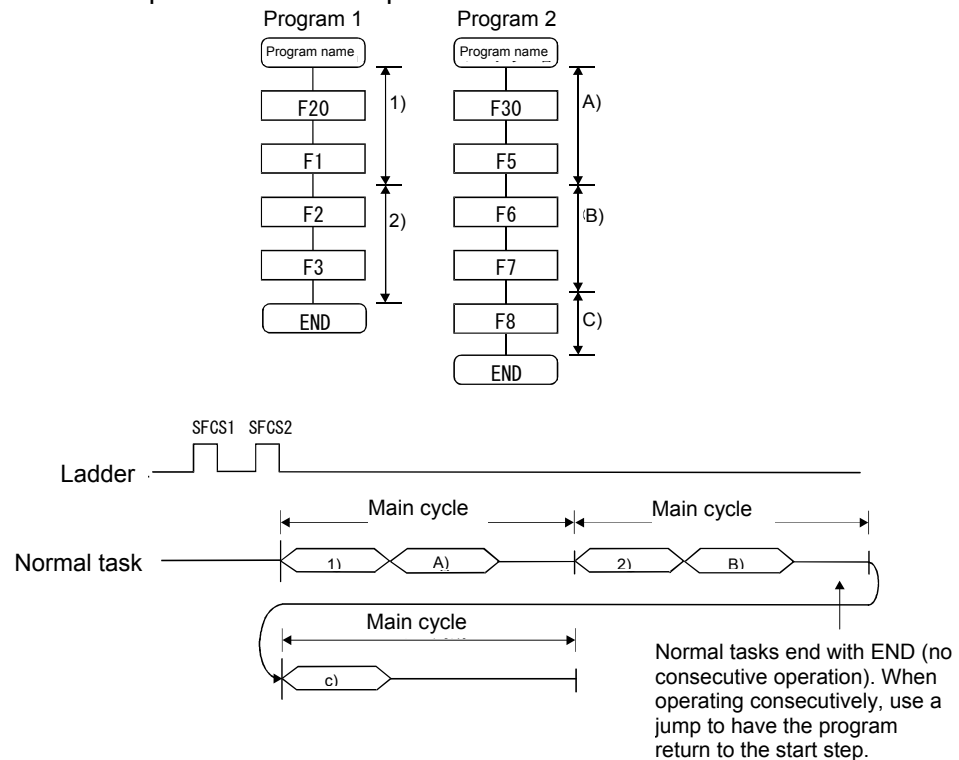 Program 1
Program 2
Program name
Program name
F20
F30
1)
A)
F1
F5
F2
F6
2)
B)
F3
F7
END
F8
C)
END
SFCS1 SFCS2
Ladder
Main cycle
Main cycle
Normal task
1)
A)
2)
B)
Main cycle
c)
Normal tasks end with END (no
consecutive operation). When
operating consecutively, use a
jump to have the program
return to the start step.